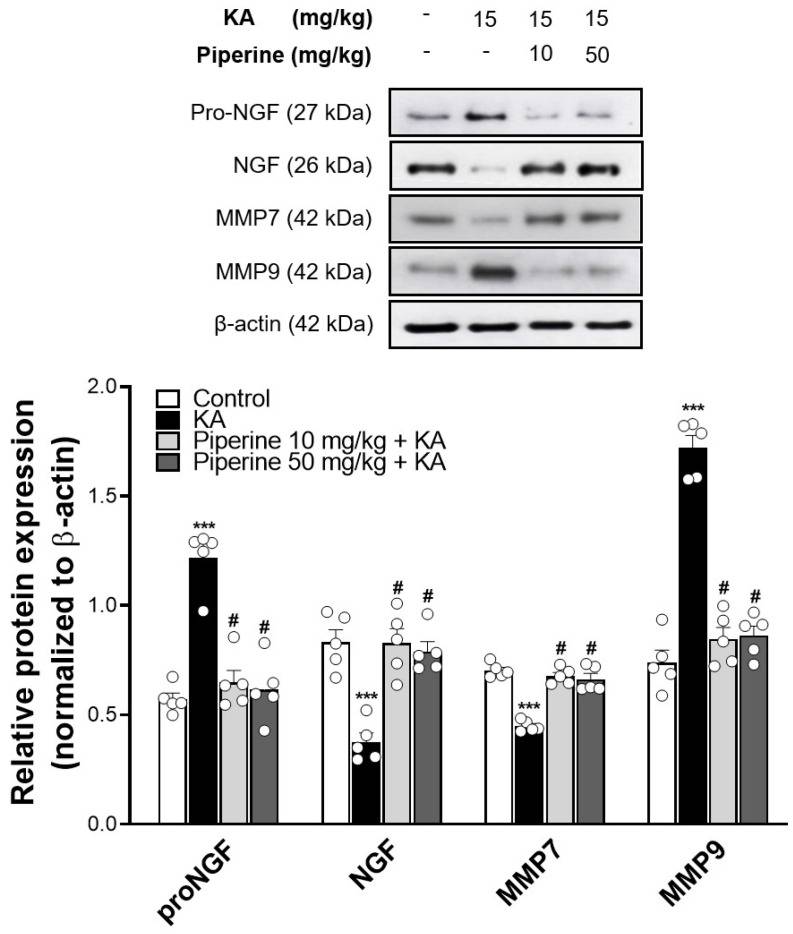 KA (mg/kg) - 15 15 15
Piperine (mg/kg) - - 10 50
Pro-NGF (27 kDa)
NGF (26 kDa)
MMP7 (42 kDa)
MMP9 (42 kDa)
β-actin (42 kDa)
Relative protein expression
(normalized to β-actin)
2.0
1.5
1.0
0.5
0.0
Control
KA
Piperine 10 mg/kg + KA
Piperine 50 mg/kg + KA
*** # #
*** # #
*** # #
*** # #
proNGF NGF MMP7 MMP9